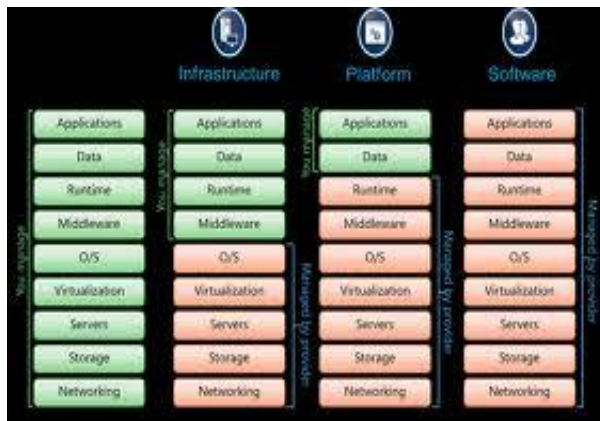 Infrastructure Platform Software
Applications Applications Applications Applications
Data Data Data Data
Runtime Runtime Runtime Runtime
Middleware Middleware Middleware Middleware
O/S O/S O/S O/S
Virtualization Virtualization Virtualization Virtualization
Servers Servers Servers Servers
Storage Storage Storage Storage
Networking Networking Networking Networking
You manage
You manage
You manage
Managed by provider
Managed by provider
Managed by provider